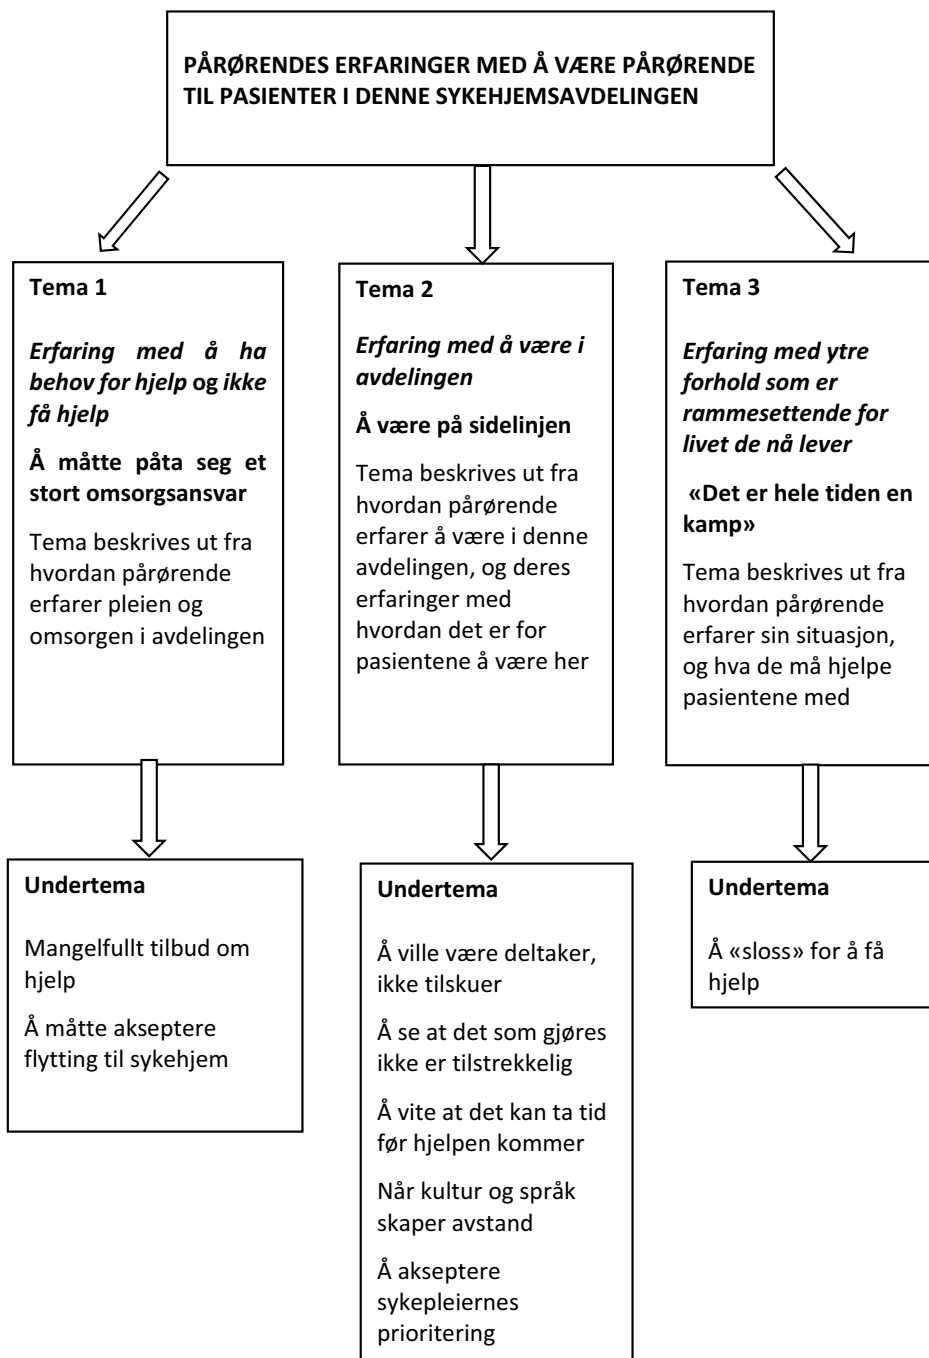 PÅRØRENDES ERFARINGER MED Å VÆRE PÅRØRENDE
TIL PASIENTER I DENNE SYKEHJEMSAVDELINGEN
Tema 1
Erfaring med å ha
behov for hjelp og ikke
få hjelp
Å måtte påta seg et
stort omsorgsansvar
Tema beskrives ut fra
hvordan pårørende
erfarer pleien og
omsorgen i avdelingen
Tema 2
Erfaring med å være i
avdelingen
Å være på sidelinjen
Tema beskrives ut fra
hvordan pårørende
erfarer å være i denne
avdelingen, og deres
erfaringer med
hvordan det er for
pasientene å være her
Tema 3
Erfaring med ytre
forhold som er
rammesettende for
livet de nå lever
«Det er hele tiden en
kamp»
Tema beskrives ut fra
hvordan pårørende
erfarer sin situasjon,
og hva de må hjelpe
pasientene med
Undertema
Mangelfullt tilbud om
hjelp
Å måtte akseptere
flytting til sykehjem
Undertema
Å ville være deltaker,
ikke tilskuer
Å se at det som gjøres
ikke er tilstrekkelig
Å vite at det kan ta tid
før hjelpen kommer
Når kultur og språk
skaper avstand
Å akseptere
sykepleiernes
prioritering
Undertema
Å «sloss» for å få
hjelp